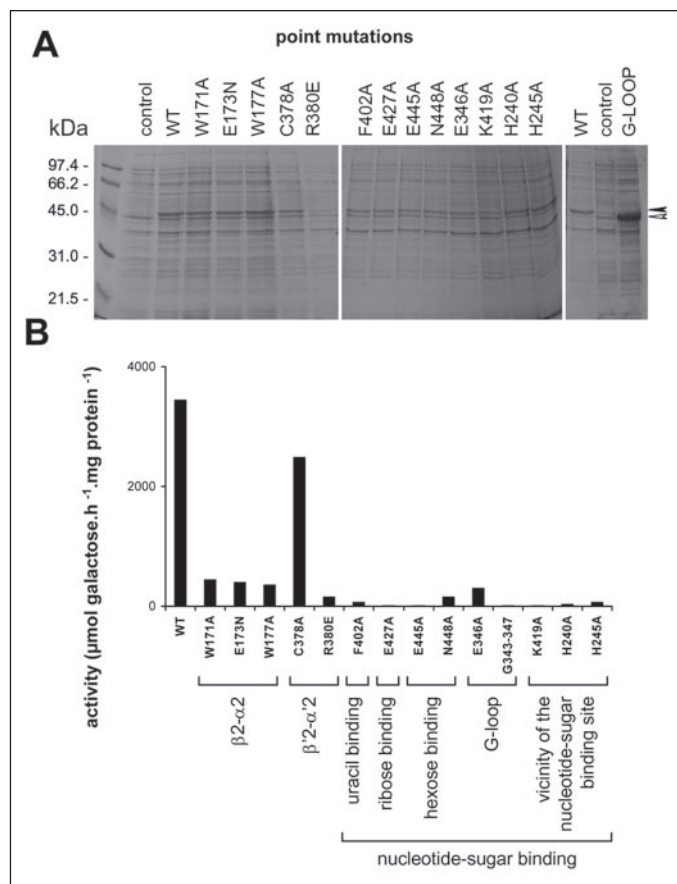 A
point mutations
kDa
control
WT
W171A
E173N
W177A
C378A
R380E
F402A
E427A
E445A
N448A
E346A
K419A
H240A
H245A
WT
control
G-LOOP
97.4 -
66.2 -
45.0 -
31.0 -
21.5 -
B
activity (µmol galactose.h -1.mg protein -1)
4000
2000
0
WT
W171A
E173N
W177A
C378A
R380E
F402A
E427A
E445A
N448A
E346A
G343-347
K419A
H240A
H245A
β2-α2
β'2-α'2
uracil binding
ribose binding
hexose binding
G-loop
vicinity of the
nucleotide-sugar
binding site
nucleotide-sugar binding